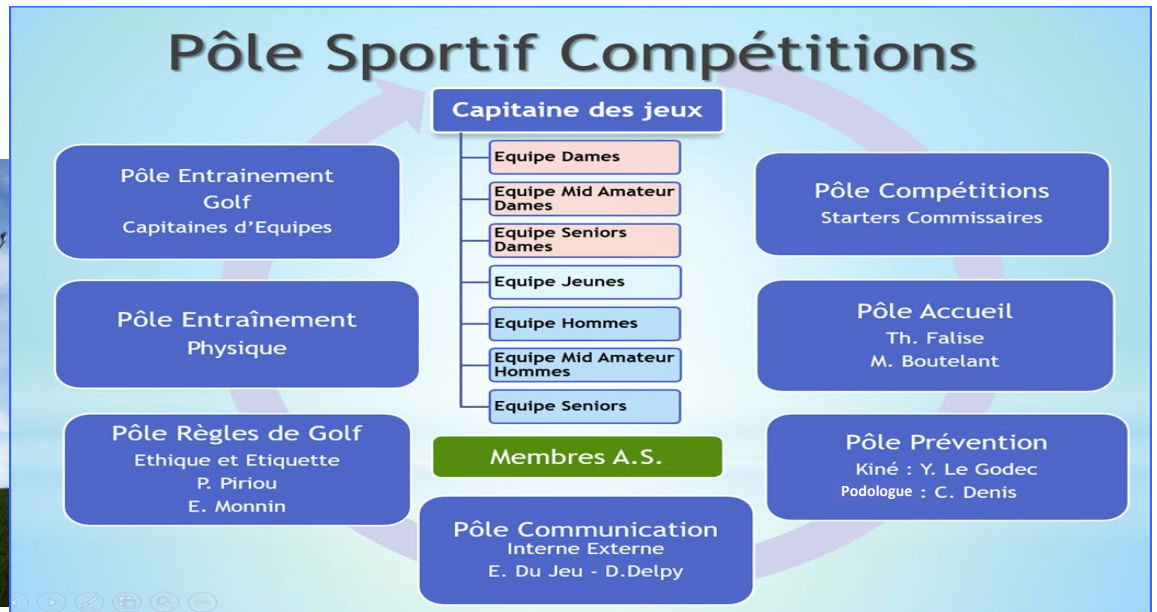 Pôle Sportif Compétitions
Capitaine des jeux
Equipe Dames
Equipe Mid Amateur
Dames
Equipe Seniors
Dames
Equipe Jeunes
Equipe Hommes
Equipe Mid Amateur
Hommes
Equipe Seniors
Membres A.S.
Pôle Entrainement
Golf
Capitaines d'Equipes
Pôle Entraînement
Physique
Pôle Règles de Golf
Ethique et Etiquette
P. Piriou
E. Monnin
Pôle Communication
Interne Externe
E. Du Jeu - D.Delpy
Pôle Compétitions
Starters Commissaires
Pôle Accueil
Th. Falise
M. Boutelant
Pôle Prévention
Kiné : Y. Le Godec
Podologue : C. Denis